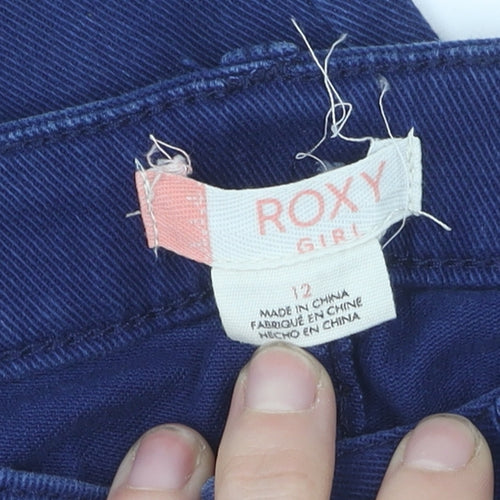 ROXY
GIRL
12
MADE IN CHINA
FABRIQUÉ EN CHINE
HECHO EN CHINA